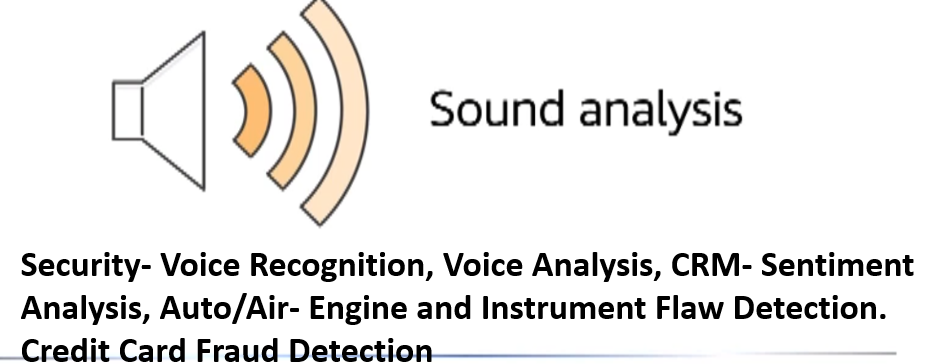 Sound analysis
Security- Voice Recognition, Voice Analysis, CRM- Sentiment
Analysis, Auto/Air- Engine and Instrument Flaw Detection.
Credit Card Fraud Detection